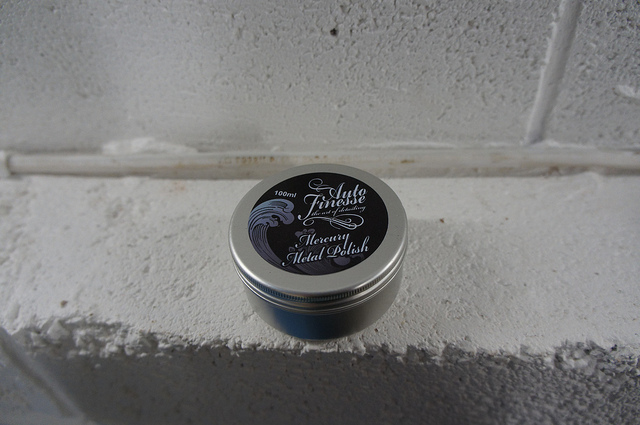 100ml
Auto
Finesse
the art of detailing
Mercury
Metal Polish